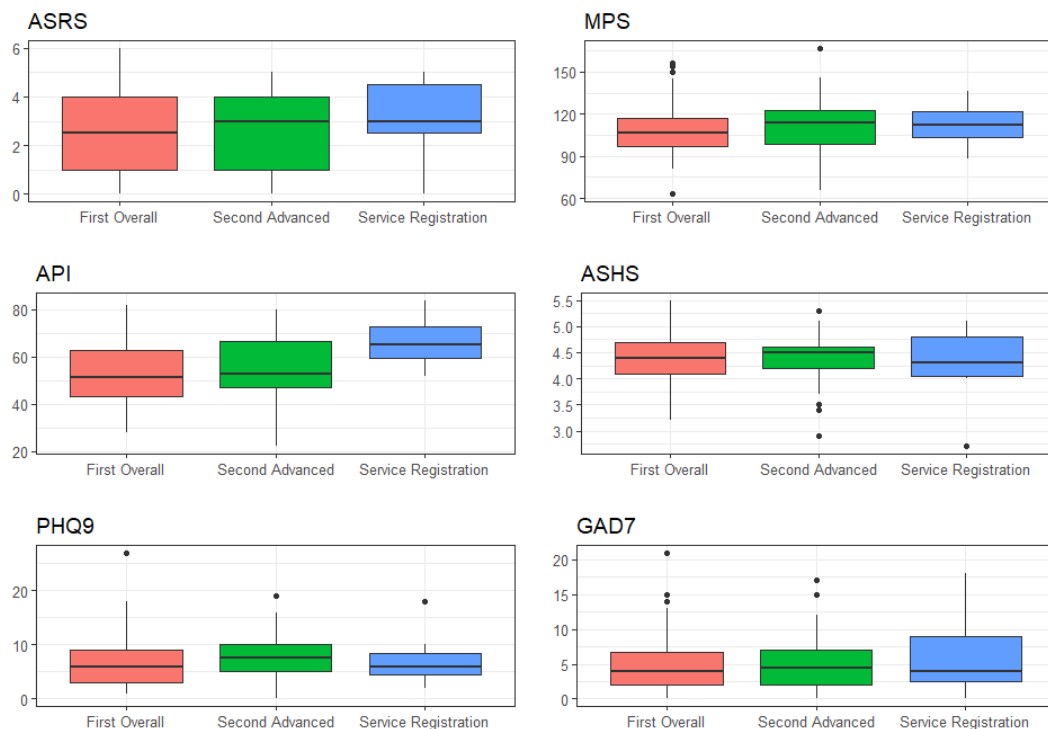 ASRS
6
4
2
0
First Overall Second Advanced Service Registration
MPS
150
120
90
60
First Overall Second Advanced Service Registration
API
80
60
40
20
First Overall Second Advanced Service Registration
ASHS
5.5
5.0
4.5
4.0
3.5
3.0
First Overall Second Advanced Service Registration
PHQ9
20
10
0
First Overall Second Advanced Service Registration
GAD7
20
15
10
5
0
First Overall Second Advanced Service Registration